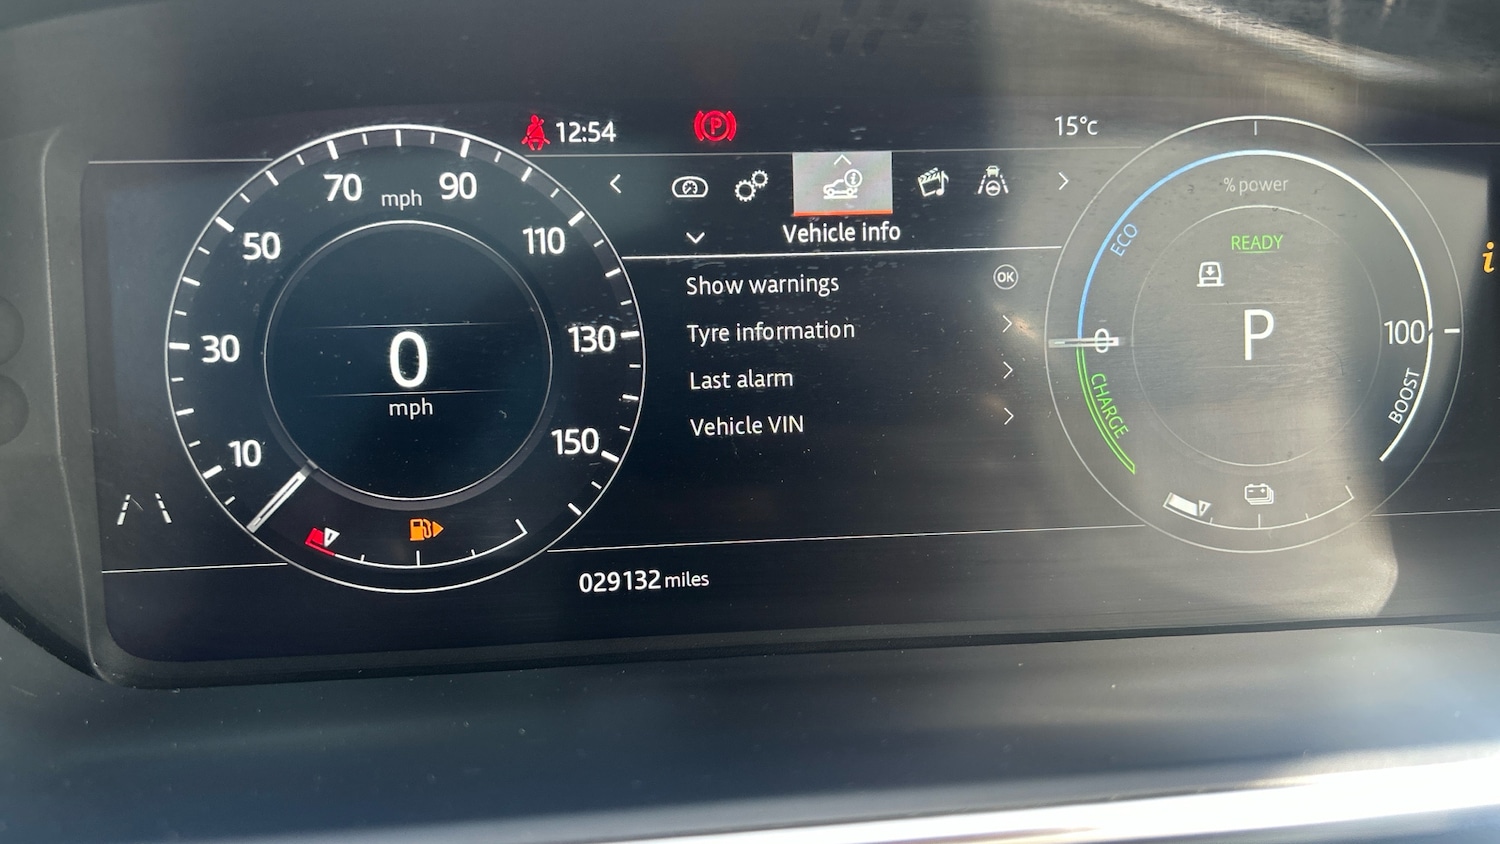 12:54
P
15°c
70 mph 90
50
110
30
130
10
150
0
mph
Vehicle info
Show warnings
OK
Tyre information
Last alarm
Vehicle VIN
029132 miles
% power
READY
ECO
P
0
100
CHARGE
BOOST
i